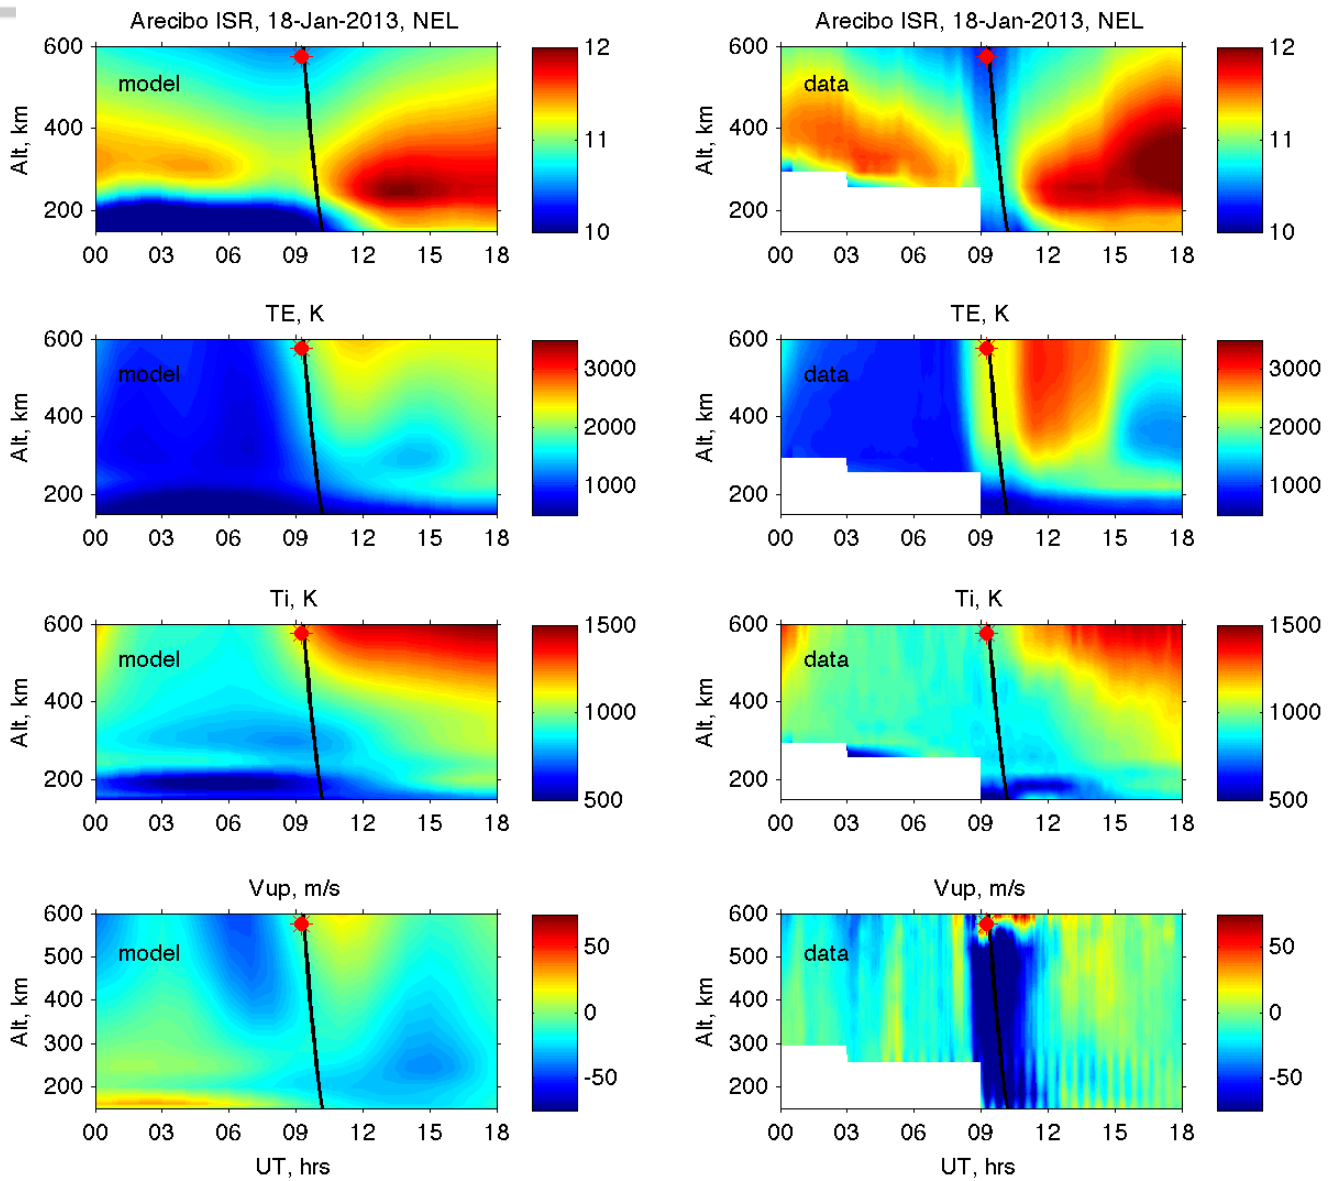 Arecibo ISR, 18-Jan-2013, NEL
600
400
200
Alt, km
model
00 03 06 09 12 15 18
12
11
10
Arecibo ISR, 18-Jan-2013, NEL
600
400
200
Alt, km
data
00 03 06 09 12 15 18
12
11
10
TE, K
600
400
200
Alt, km
model
00 03 06 09 12 15 18
3000
2000
1000
TE, K
600
400
200
Alt, km
data
00 03 06 09 12 15 18
3000
2000
1000
Ti, K
600
400
200
Alt, km
model
00 03 06 09 12 15 18
1500
1000
500
Ti, K
600
400
200
Alt, km
data
00 03 06 09 12 15 18
1500
1000
500
Vup, m/s
600
500
400
300
200
Alt, km
model
00 03 06 09 12 15 18
UT, hrs
50
0
-50
Vup, m/s
600
500
400
300
200
Alt, km
data
00 03 06 09 12 15 18
UT, hrs
50
0
-50